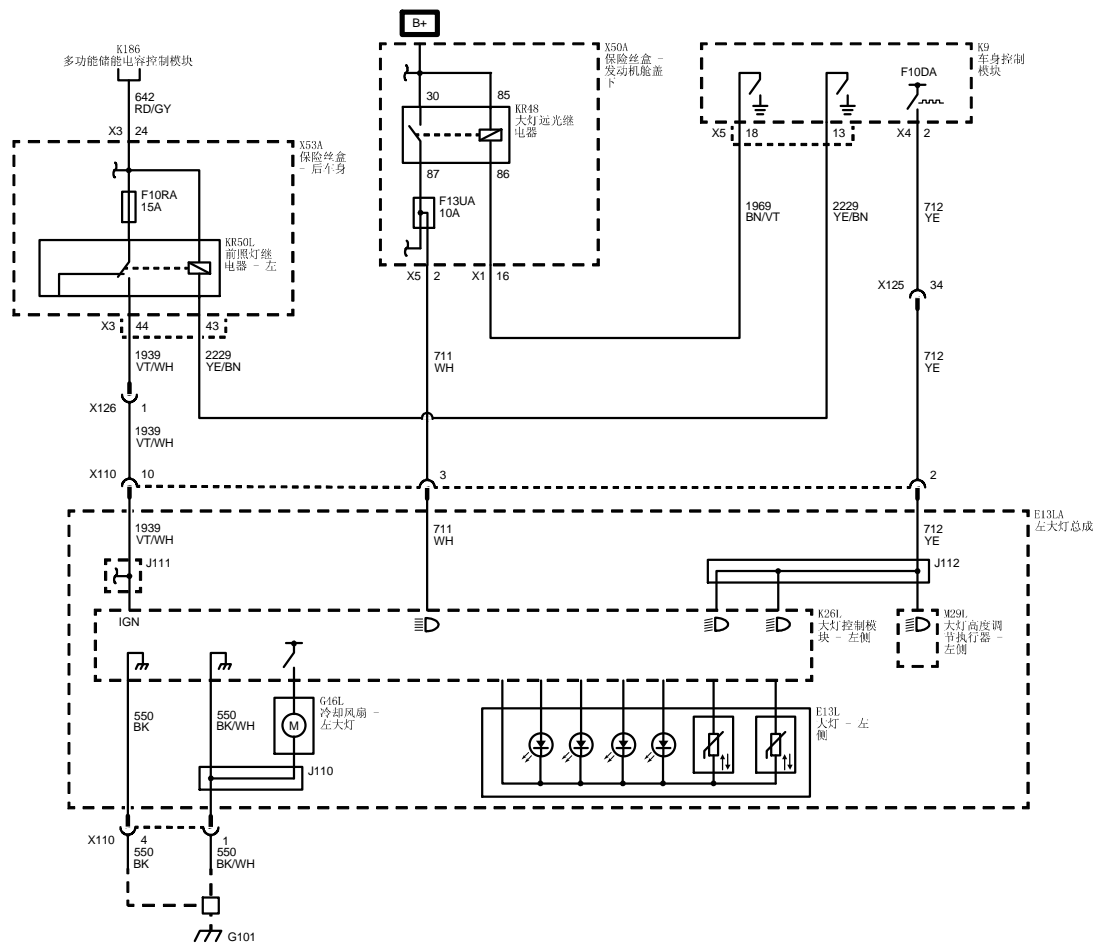 B+
K186
多功能储能电容控制模块
642
RD/GY
X3 24
X53A
保险丝盒
- 后车身
F10RA
15A
KR50L
前照灯继
电器 - 左
X3 44 43
1939
VT/WH
2229
YE/BN
X126 1
1939
VT/WH
X50A
保险丝盒 -
发动机舱盖
下
30 85
KR48
大灯远光继
电器
87 86
F13UA
10A
X5 2 X1 16
711
WH
K9
车身控制
模块
F10DA
X5 18 13 X4 2
1969
BN/VT
2229
YE/BN
712
YE
X125 34
712
YE
X110 10 3 2
E13LA
左大灯总成
1939
VT/WH
711
WH
712
YE
J111
J112
IGN
K26L
大灯控制模
块 - 左侧
M29L
大灯高度调
节执行器 -
左侧
550
BK
550
BK/WH
G46L
冷却风扇 -
左大灯
M
J110
E13L
大灯 - 左
侧
X110 4 1
550
BK
550
BK/WH
G101